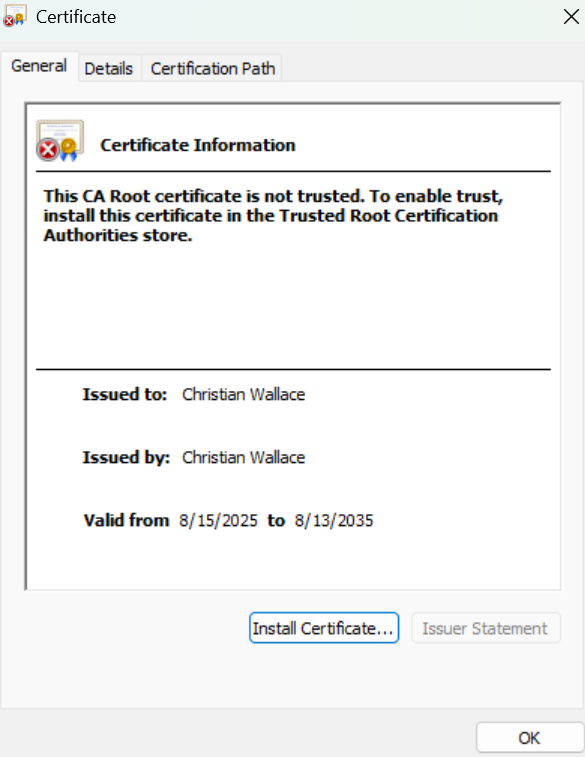 Certificate
General Details Certification Path
Certificate Information
This CA Root certificate is not trusted. To enable trust,
install this certificate in the Trusted Root Certification
Authorities store.
Issued to: Christian Wallace
Issued by: Christian Wallace
Valid from 8/15/2025 to 8/13/2035
Install Certificate... Issuer Statement
OK